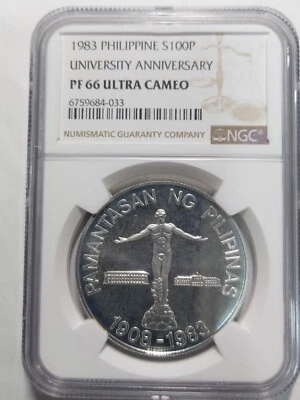 1983 PHILIPPINE S100P
UNIVERSITY ANNIVERSARY
PF 66 ULTRA CAMEO
6759684-033
NUMISMATIC GUARANTY COMPANY
NGC
PAMANTASAN NG PILIPINAS
1908-1983